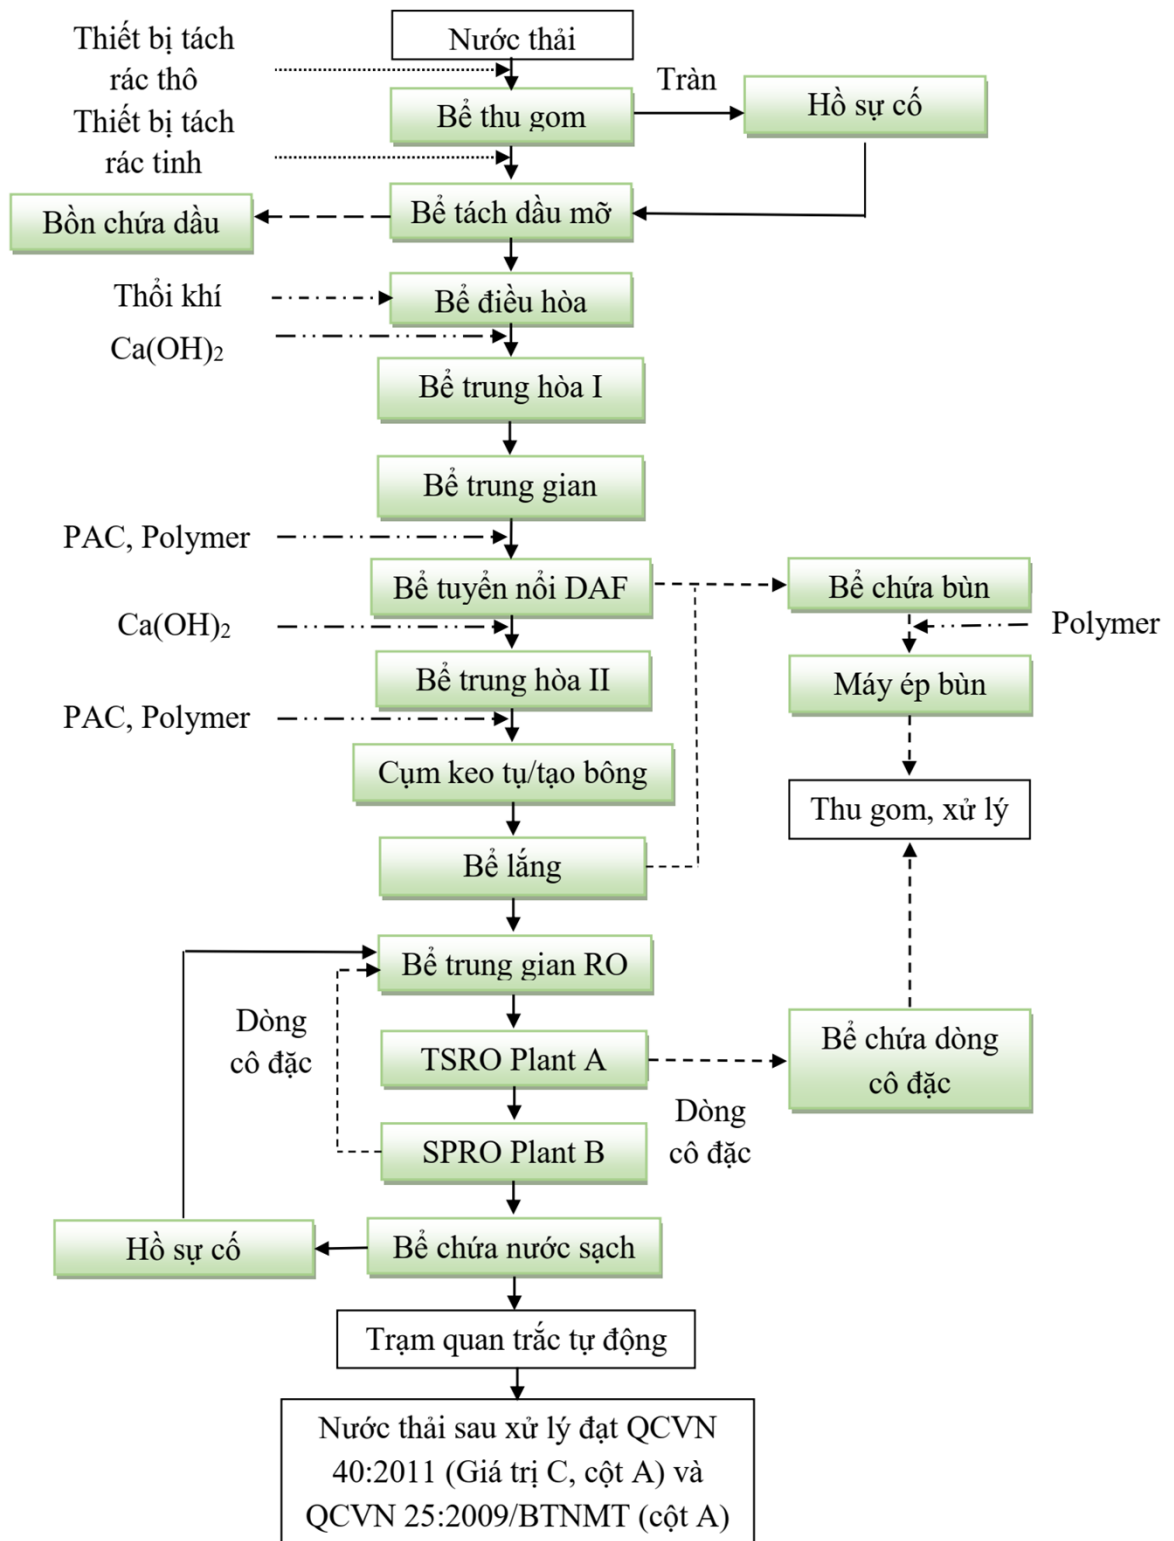 Nước thải
Thiết bị tách
rác thô
Bể thu gom
Tràn
Hồ sự cố
Thiết bị tách
rác tinh
Bồn chứa dầu
Bể tách dầu mỡ
Thổi khí
Bể điều hòa
Ca(OH)₂
Bể trung hòa I
Bể trung gian
PAC, Polymer
Bể tuyển nổi DAF
Bể chứa bùn
Ca(OH)₂
Polymer
Bể trung hòa II
Máy ép bùn
PAC, Polymer
Cụm keo tụ/tạo bông
Thu gom, xử lý
Bể lắng
Bể trung gian RO
Dòng
cô đặc
TSRO Plant A
Bể chứa dòng
cô đặc
Dòng
cô đặc
SPRO Plant B
Hồ sự cố
Bể chứa nước sạch
Trạm quan trắc tự động
Nước thải sau xử lý đạt QCVN
40:2011 (Giá trị C, cột A) và
QCVN 25:2009/BTNMT (cột A)